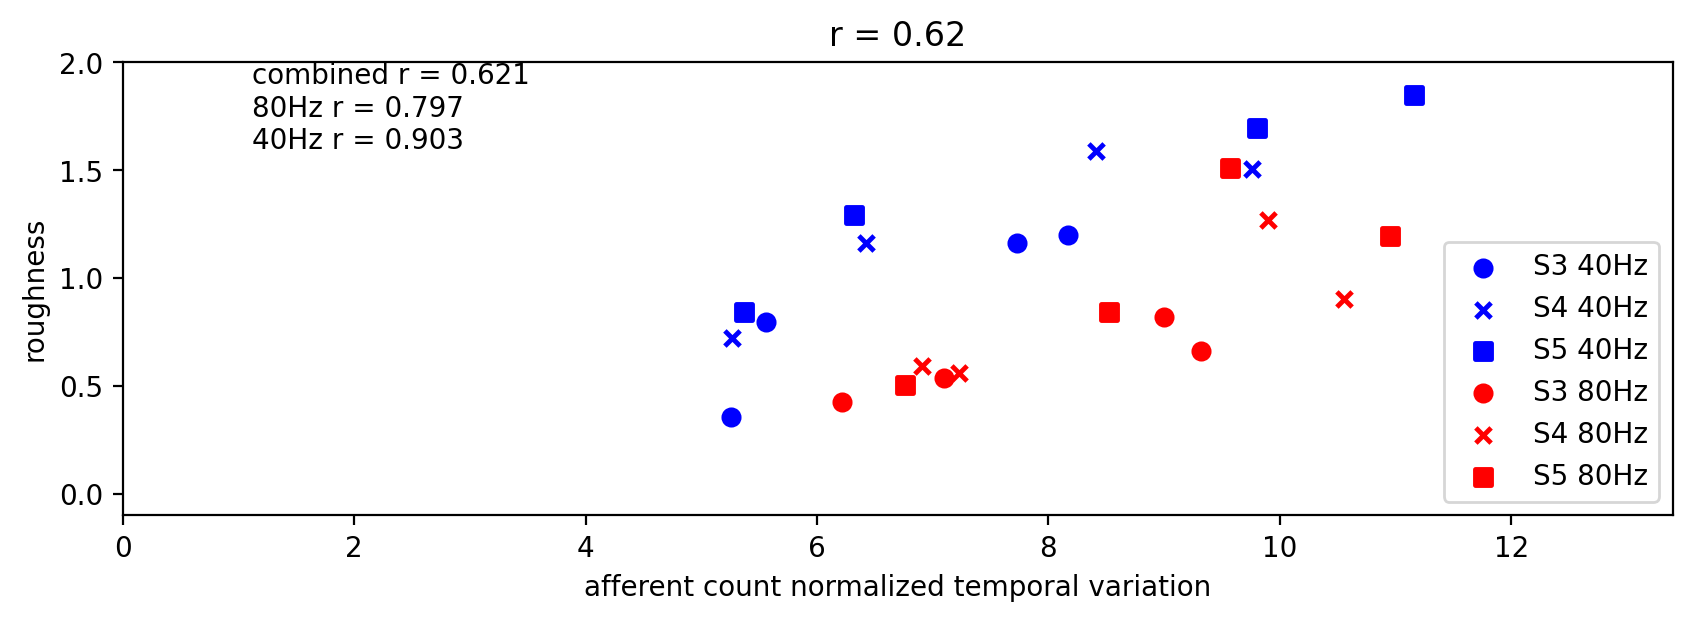 r = 0.62
combined r = 0.621
80Hz r = 0.797
40Hz r = 0.903
2.0
1.5
1.0
0.5
0.0
roughness
S3 40Hz
S4 40Hz
S5 40Hz
S3 80Hz
S4 80Hz
S5 80Hz
0 2 4 6 8 10 12
afferent count normalized temporal variation